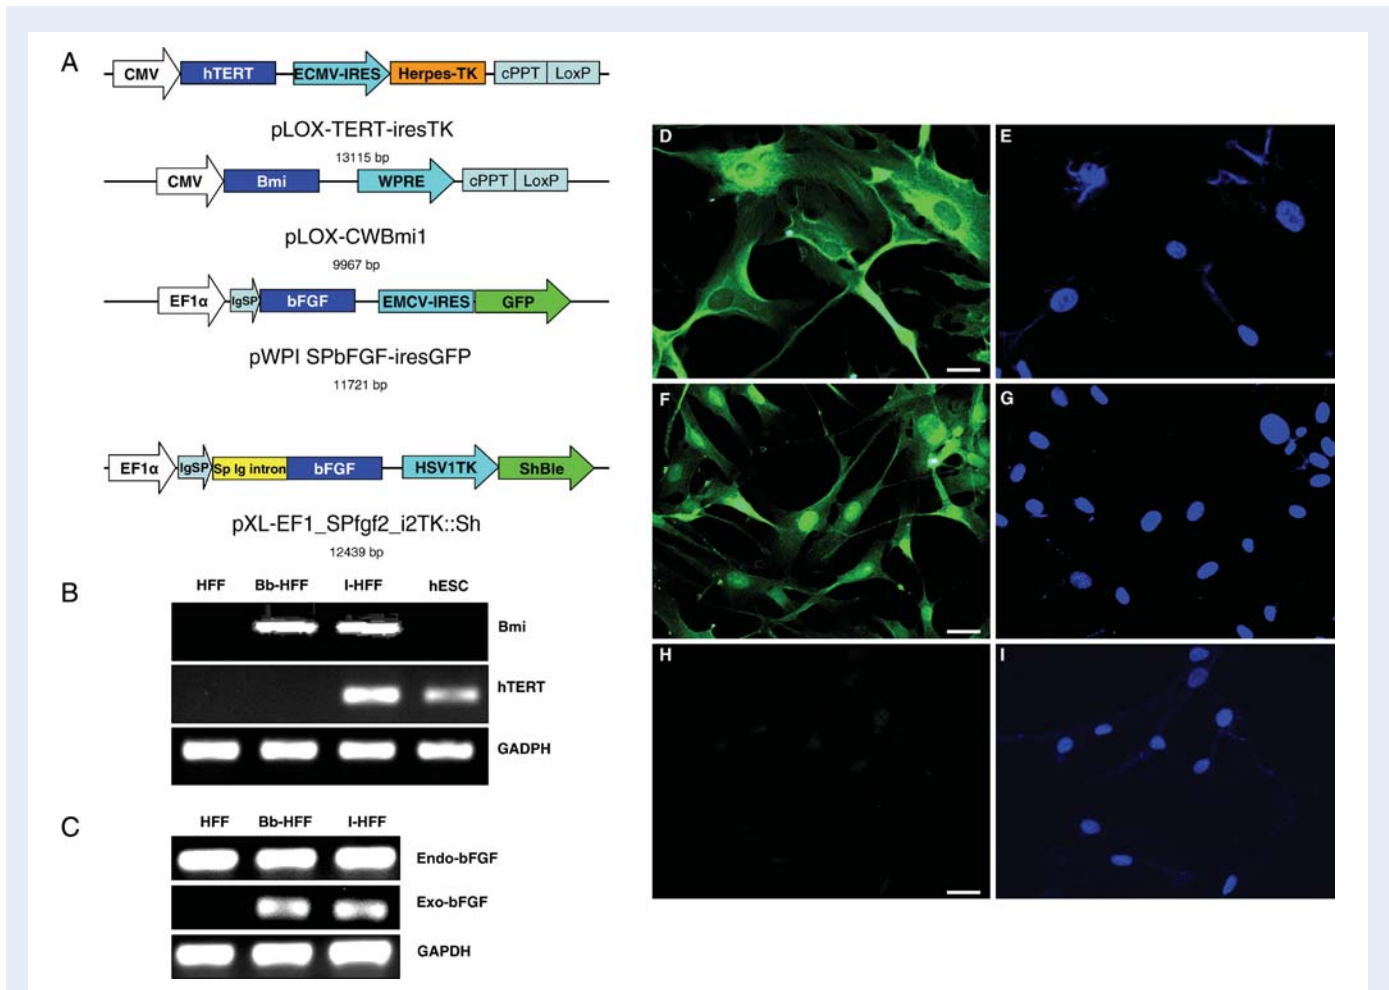 A
CMV hTERT ECMV-IRES Herpes-TK cPPT LoxP
pLOX-TERT-iresTK
13115 bp
CMV Bmi WPRE cPPT LoxP
pLOX-CWBmi1
9967 bp
EF1α IgSP bFGF EMCV-IRES GFP
pWPI SPbFGF-iresGFP
11721 bp
EF1α IgSP Sp Ig intron bFGF HSV1TK ShBle
pXL-EF1_SPfgf2_i2TK::Sh
12439 bp
B
HFF Bb-HFF I-HFF hESC
Bmi
hTERT
GADPH
C
HFF Bb-HFF I-HFF
Endo-bFGF
Exo-bFGF
GAPDH
D E
F G
H I